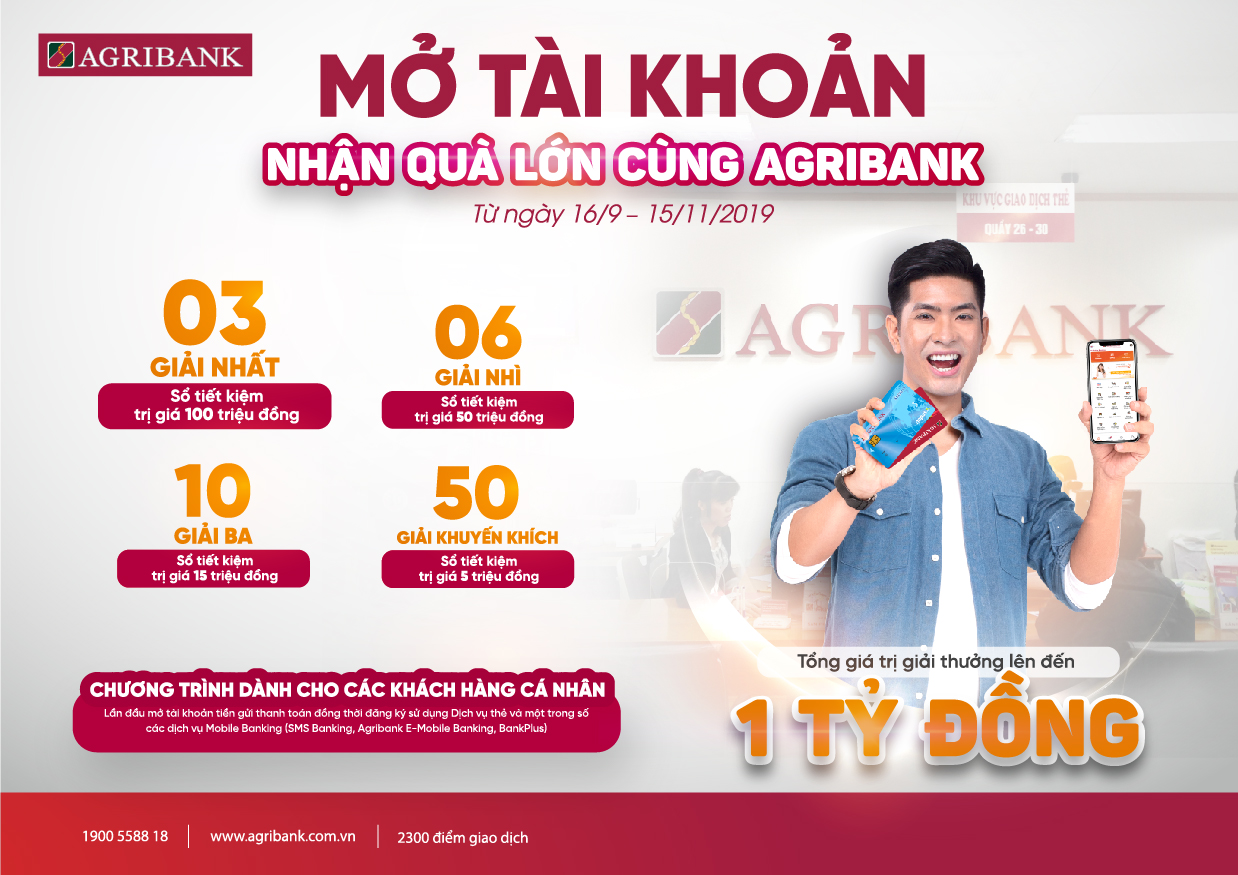 AGRIBANK
MỞ TÀI KHOẢN
NHẬN QUÀ LỚN CÙNG AGRIBANK
Từ ngày 16/9 – 15/11/2019
KHU VỰC GIAO DỊCH THẺ
QUẦY 26 - 30
AGRIBANK
03
GIẢI NHẤT
Sổ tiết kiệm
trị giá 100 triệu đồng
06
GIẢI NHÌ
Sổ tiết kiệm
trị giá 50 triệu đồng
10
GIẢI BA
Sổ tiết kiệm
trị giá 15 triệu đồng
50
GIẢI KHUYẾN KHÍCH
Sổ tiết kiệm
trị giá 5 triệu đồng
AGRIBANK
CHƯƠNG TRÌNH DÀNH CHO CÁC KHÁCH HÀNG CÁ NHÂN
Lần đầu mở tài khoản tiền gửi thanh toán đồng thời đăng ký sử dụng Dịch vụ thẻ và một trong số
các dịch vụ Mobile Banking (SMS Banking, Agribank E-Mobile Banking, BankPlus)
Tổng giá trị giải thưởng lên đến
1 TỶ ĐỒNG
1900 5588 18
www.agribank.com.vn
2300 điểm giao dịch